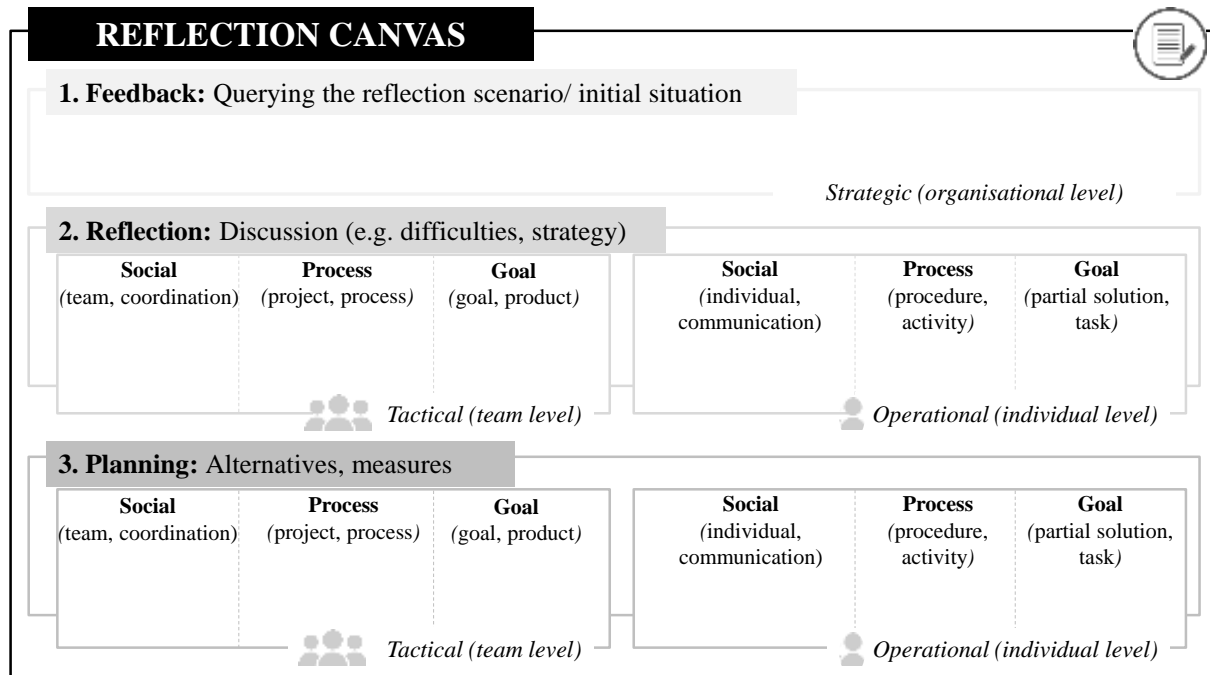 REFLECTION CANVAS
1. Feedback: Querying the reflection scenario/ initial situation
Strategic (organisational level)
2. Reflection: Discussion (e.g. difficulties, strategy)
Social
(team, coordination)
Process
(project, process)
Goal
(goal, product)
Tactical (team level)
Social
(individual,
communication)
Process
(procedure,
activity)
Goal
(partial solution,
task)
Operational (individual level)
3. Planning: Alternatives, measures
Social
(team, coordination)
Process
(project, process)
Goal
(goal, product)
Tactical (team level)
Social
(individual,
communication)
Process
(procedure,
activity)
Goal
(partial solution,
task)
Operational (individual level)